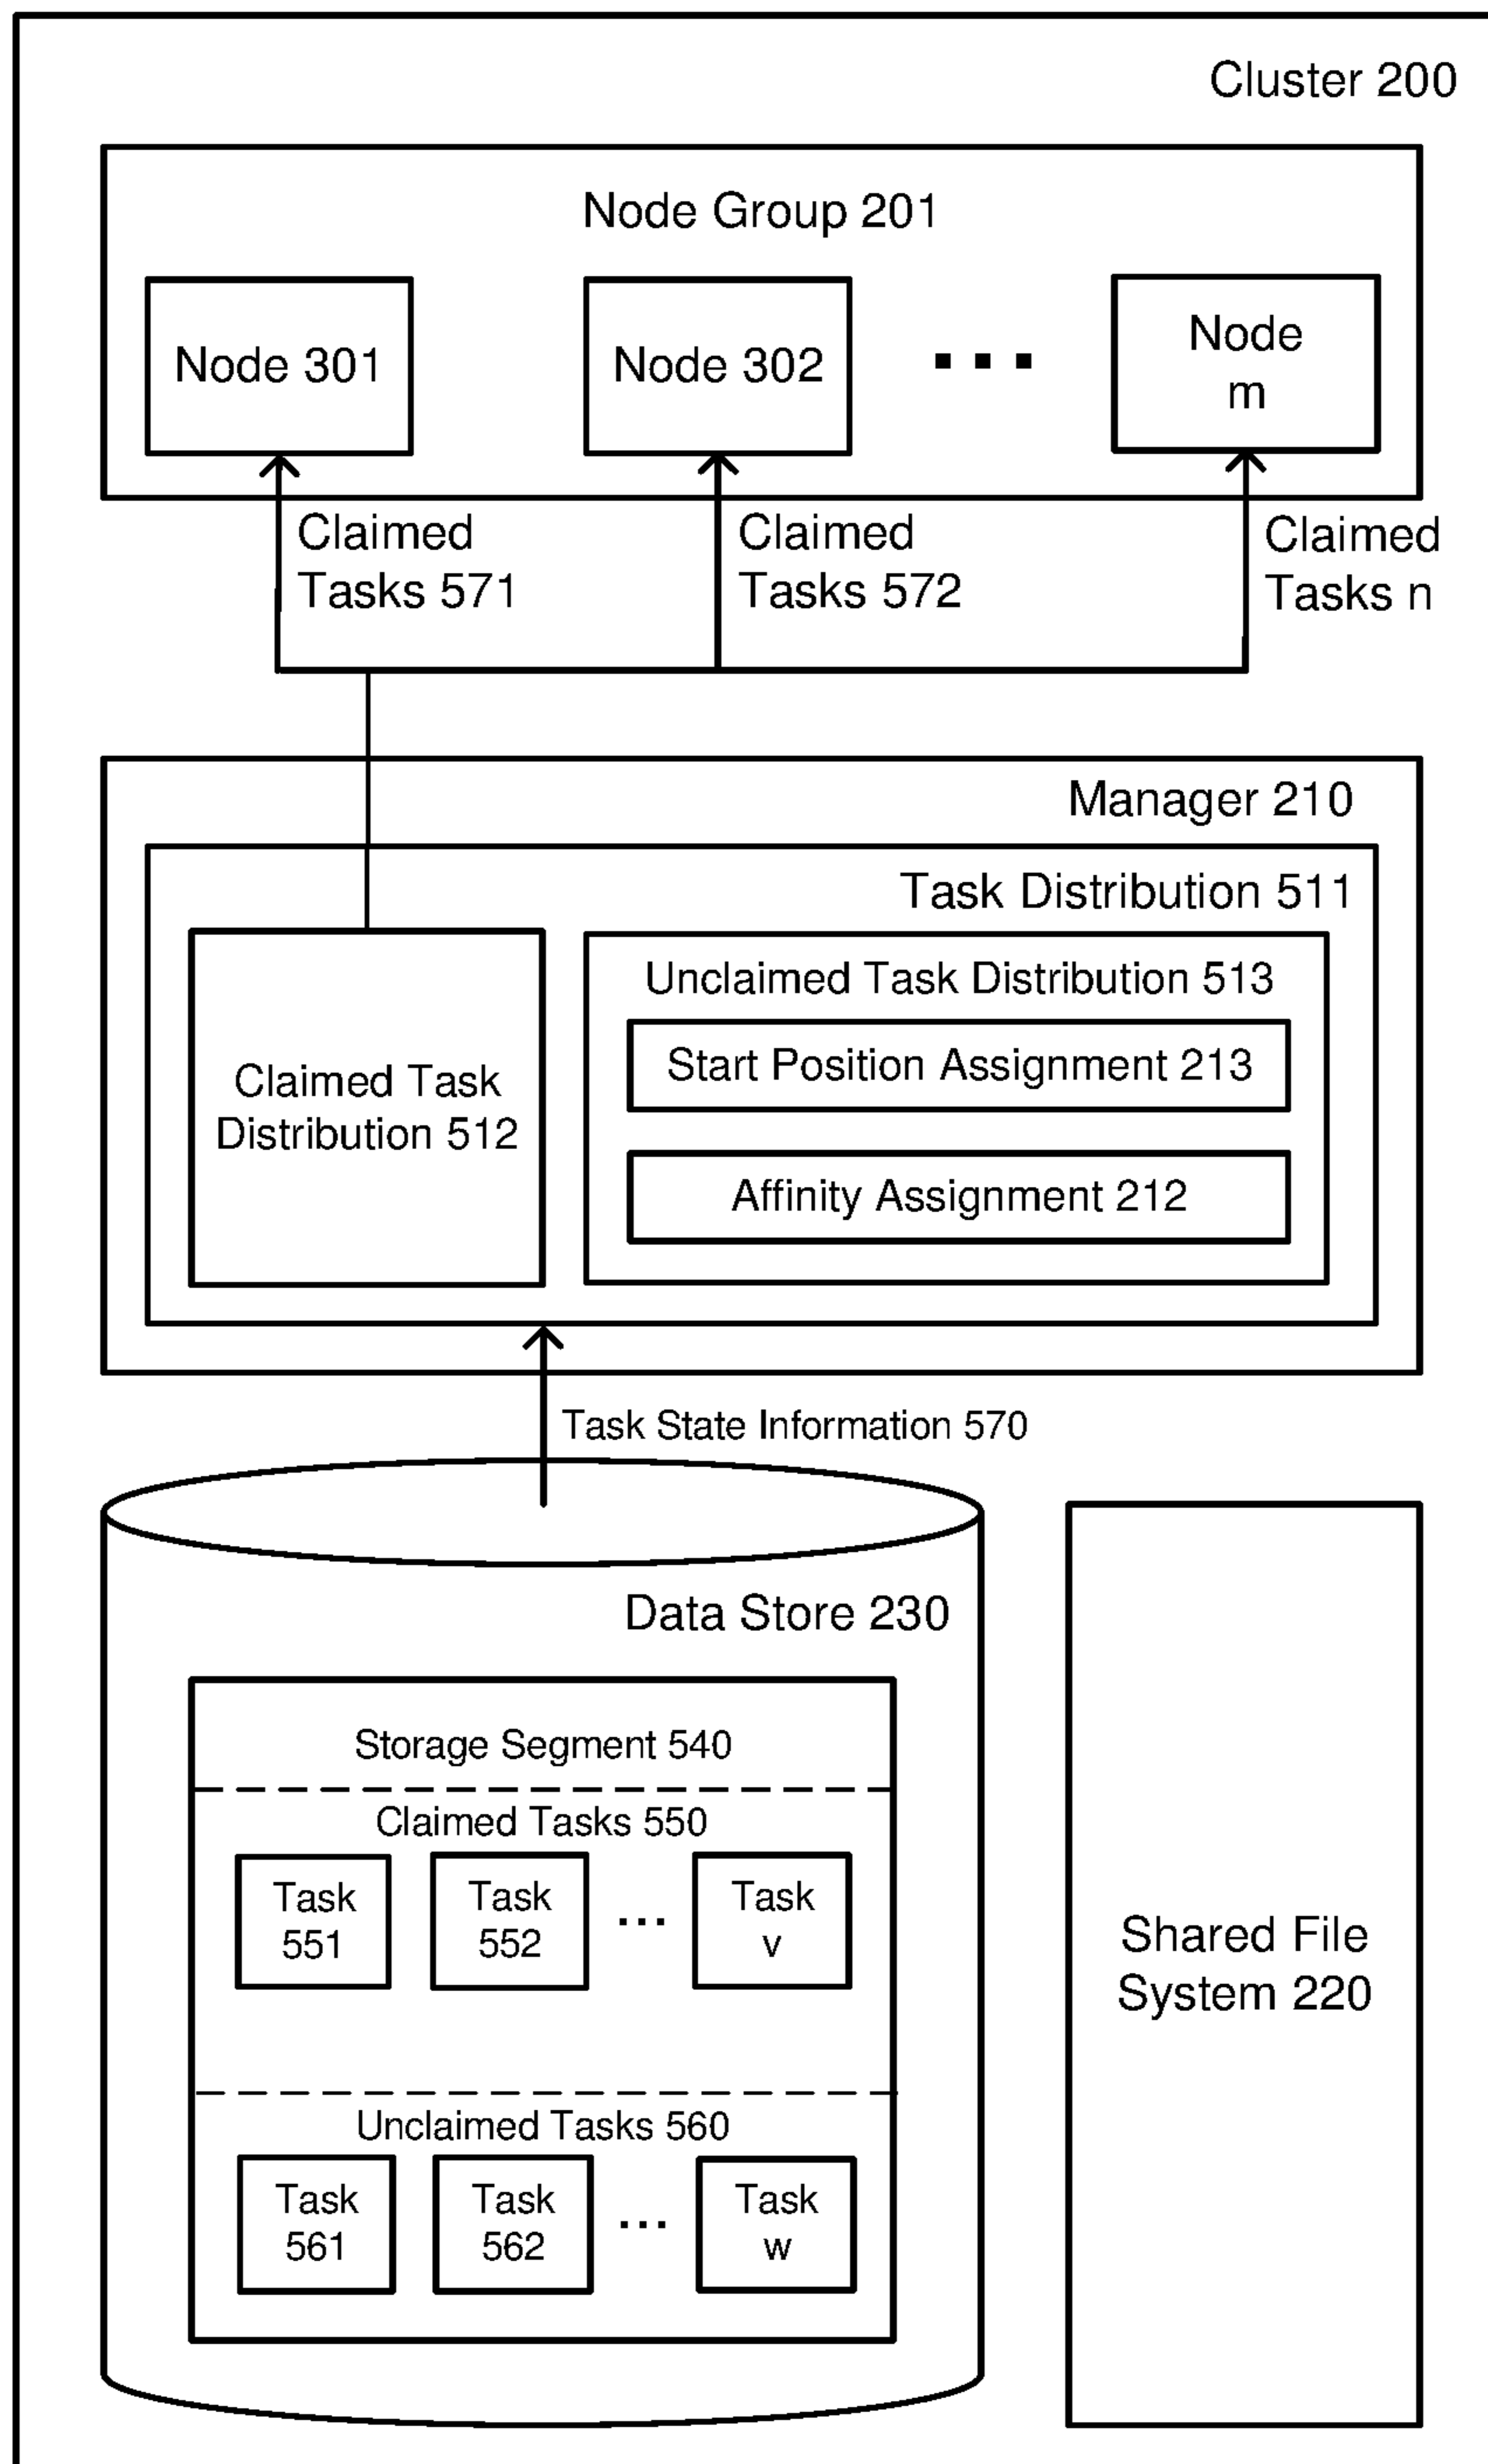 Cluster 200
Node Group 201
Node 301
Node 302
Node
m
Claimed
Tasks 571
Claimed
Tasks 572
Claimed
Tasks n
Manager 210
Task Distribution 511
Claimed Task
Distribution 512
Unclaimed Task Distribution 513
Start Position Assignment 213
Affinity Assignment 212
Task State Information 570
Data Store 230
Storage Segment 540
Claimed Tasks 550
Task
551
Task
552
...
Task
v
Unclaimed Tasks 560
Task
561
Task
562
...
Task
w
Shared File
System 220